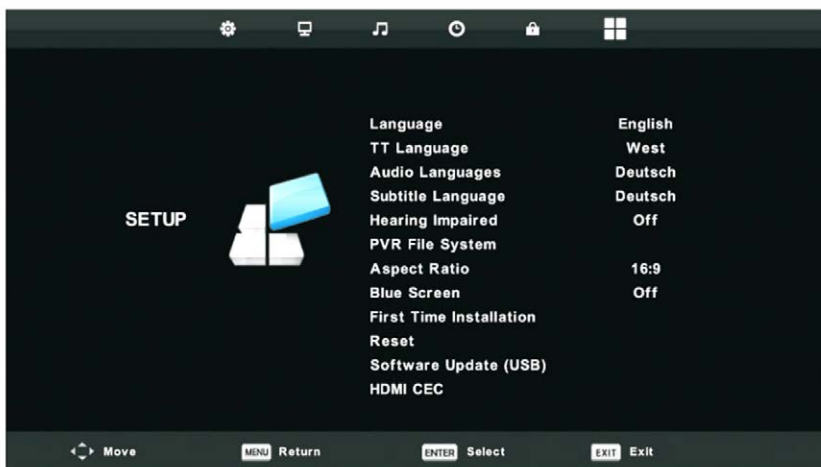 Language English
TT Language West
Audio Languages Deutsch
Subtitle Language Deutsch
SETUP
Hearing Impaired Off
PVR File System
Aspect Ratio 16:9
Blue Screen Off
First Time Installation
Reset
Software Update (USB)
HDMI CEC
Move MENU Return ENTER Select EXIT Exit